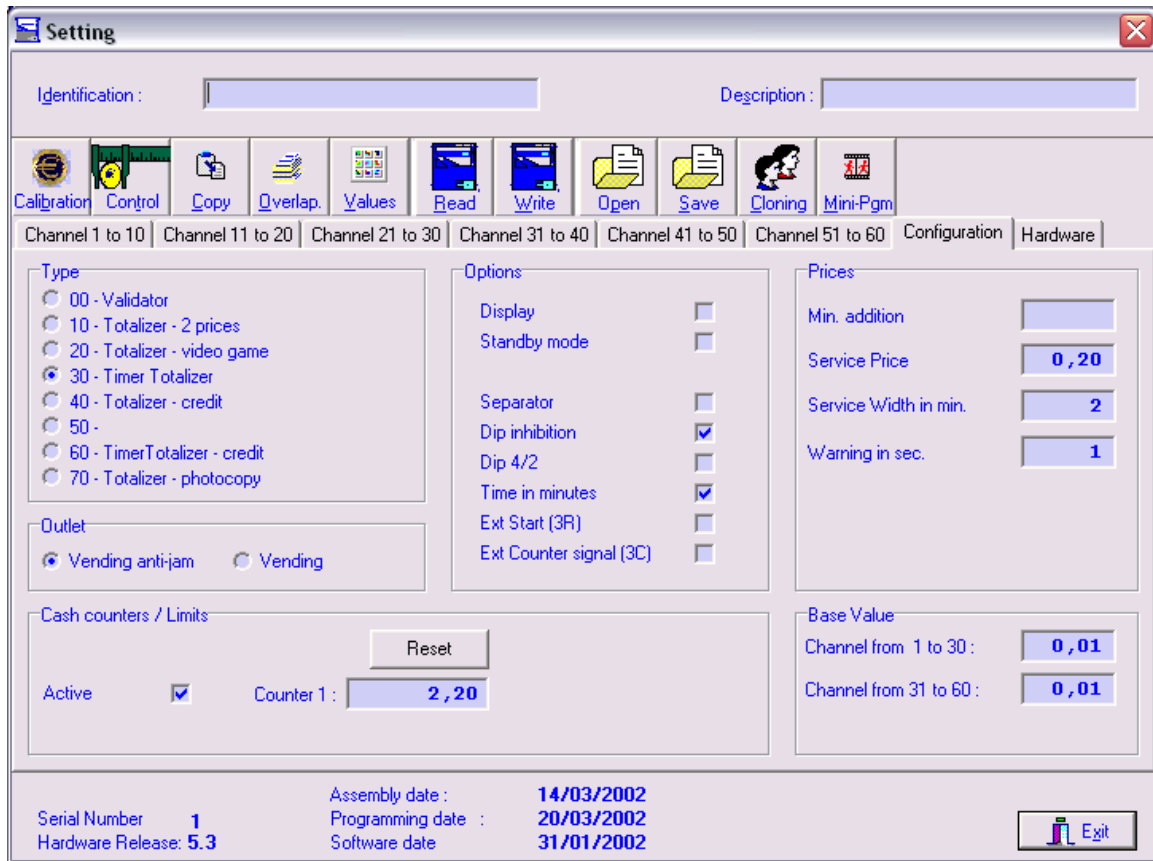 Setting
Identification :
Description :
Calibration Control Copy Overlap. Values Read Write Open Save Cloning Mini-Pgm
Channel 1 to 10 Channel 11 to 20 Channel 21 to 30 Channel 31 to 40 Channel 41 to 50 Channel 51 to 60 Configuration Hardware
Type
00 - Validator
10 - Totalizer - 2 prices
20 - Totalizer - video game
30 - Timer Totalizer
40 - Totalizer - credit
50 -
60 - TimerTotalizer - credit
70 - Totalizer - photocopy
Outlet
Vending anti-jam Vending
Options
Display
Standby mode
Separator
Dip inhibition
Dip 4/2
Time in minutes
Ext Start (3R)
Ext Counter signal (3C)
Prices
Min. addition
Service Price 0,20
Service Width in min. 2
Warning in sec. 1
Cash counters / Limits
Reset
Active Counter 1 : 2,20
Base Value
Channel from 1 to 30 : 0,01
Channel from 31 to 60 : 0,01
Serial Number 1
Hardware Release: 5.3
Assembly date : 14/03/2002
Programming date : 20/03/2002
Software date 31/01/2002
Exit